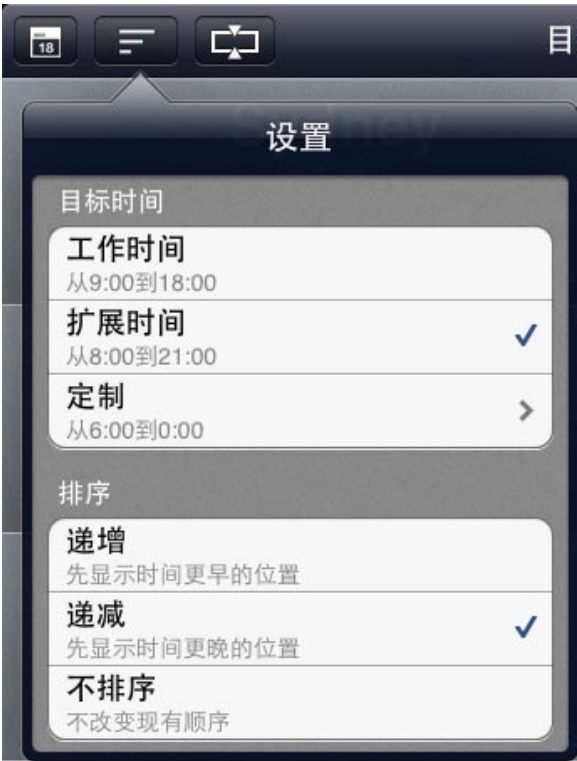 18
目
设置
目标时间
工作时间
从9:00到18:00
扩展时间
从8:00到21:00
定制
从6:00到0:00
排序
递增
先显示时间更早的位置
递减
先显示时间更晚的位置
不排序
不改变现有顺序